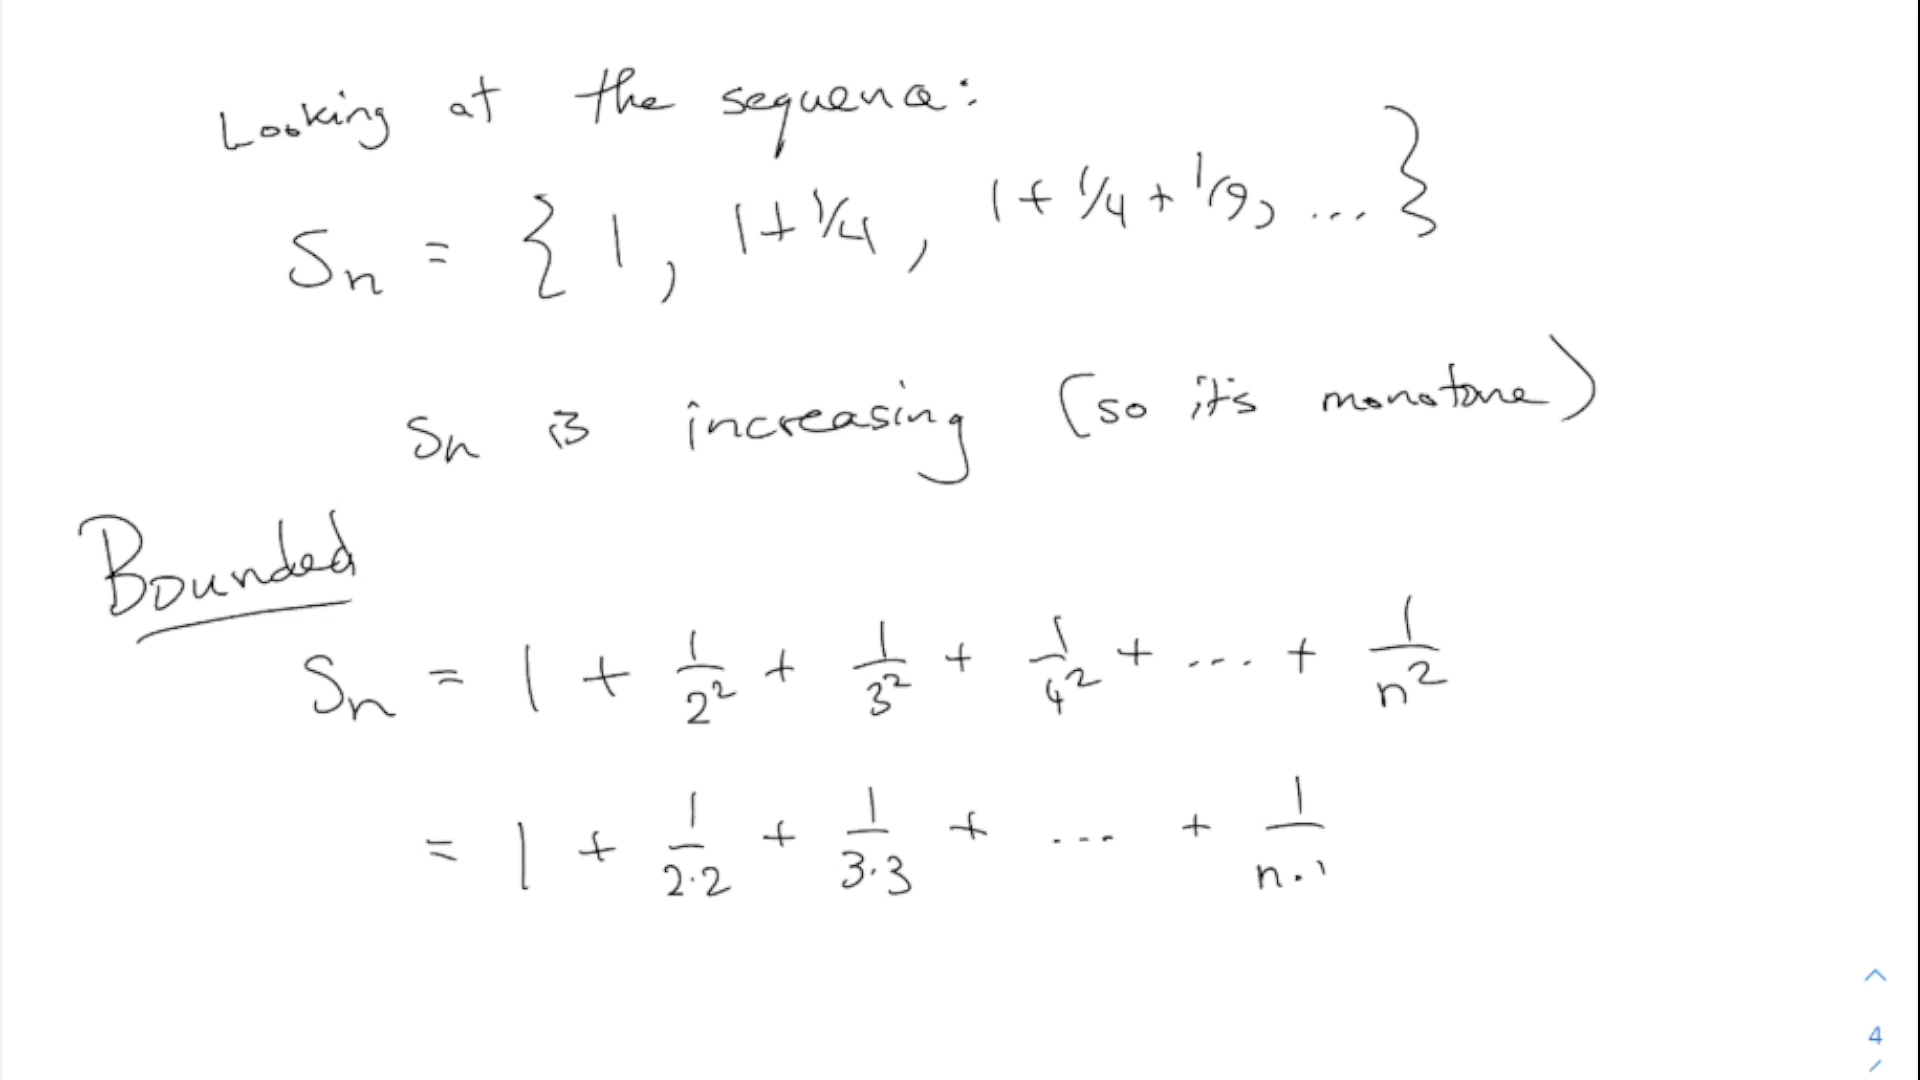 Looking at the sequence:
Sn = { 1, 1+1/4, 1+1/4+1/9, ... }
Sn is increasing (so it's monotone)
Bounded
Sn = 1 + 1/2² + 1/3² + 1/4² + ... + 1/n²
= 1 + 1/2·2 + 1/3·3 + ... + 1/n·
4